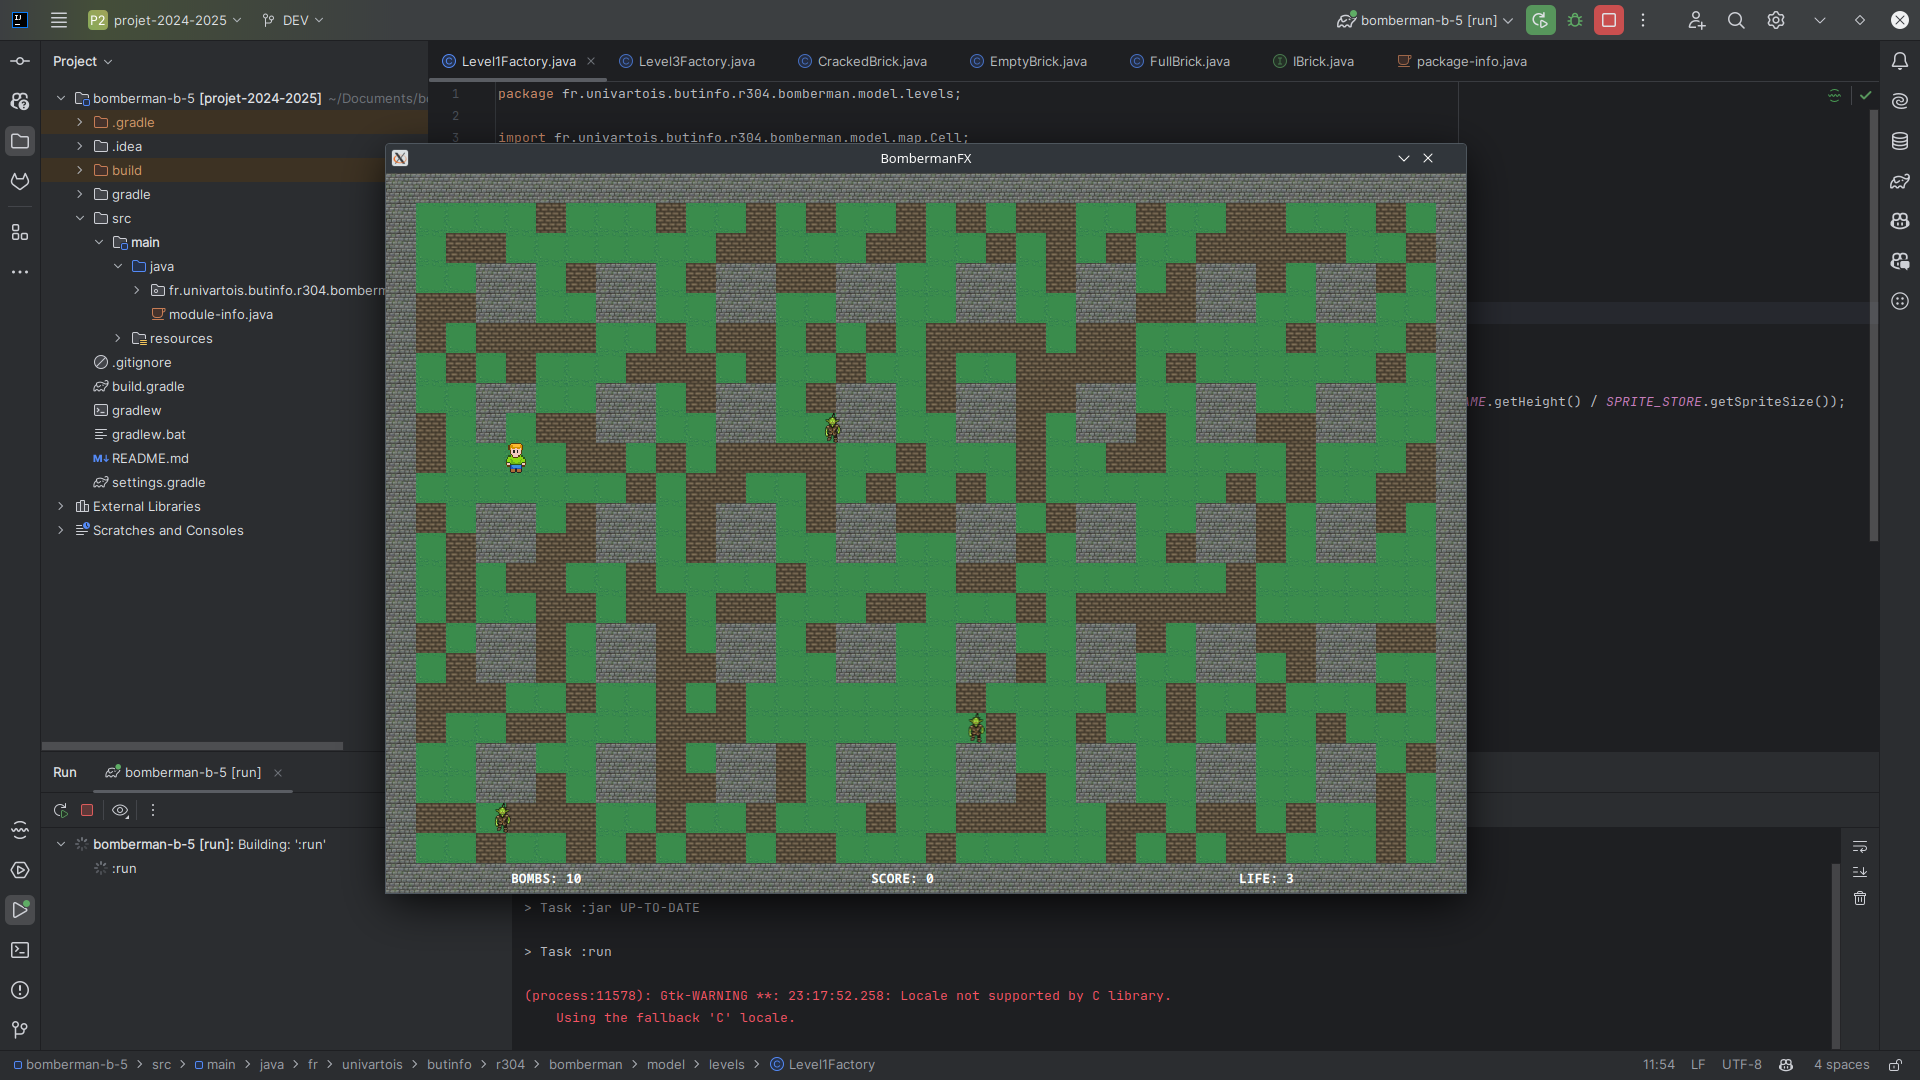 P2 projet-2024-2025
DEV
bomberman-b-5 [run]
Project
Level1Factory.java
Level3Factory.java
CrackedBrick.java
EmptyBrick.java
FullBrick.java
IBrick.java
package-info.java
bomberman-b-5 [projet-2024-2025] ~/Documents/b
.gradle
.idea
build
gradle
src
main
java
fr.univartois.butinfo.r304.bomberm
module-info.java
resources
.gitignore
build.gradle
gradlew
gradlew.bat
README.md
settings.gradle
External Libraries
Scratches and Consoles
1 package fr.univartois.butinfo.r304.bomberman.model.levels;
2
3 import fr.univartois.butinfo.r304.bomberman.model.map.Cell;
ME.getHeight() / SPRITE_STORE.getSpriteSize());
BombermanFX
BOMBS: 10
SCORE: 0
LIFE: 3
Run
bomberman-b-5 [run]
bomberman-b-5 [run]: Building: ':run'
:run
> Task :jar UP-TO-DATE
> Task :run
(process:11578): Gtk-WARNING **: 23:17:52.258: Locale not supported by C library.
Using the fallback 'C' locale.
bomberman-b-5 > src > main > java > fr > univartois > butinfo > r304 > bomberman > model > levels > Level1Factory
11:54 LF UTF-8 4 spaces